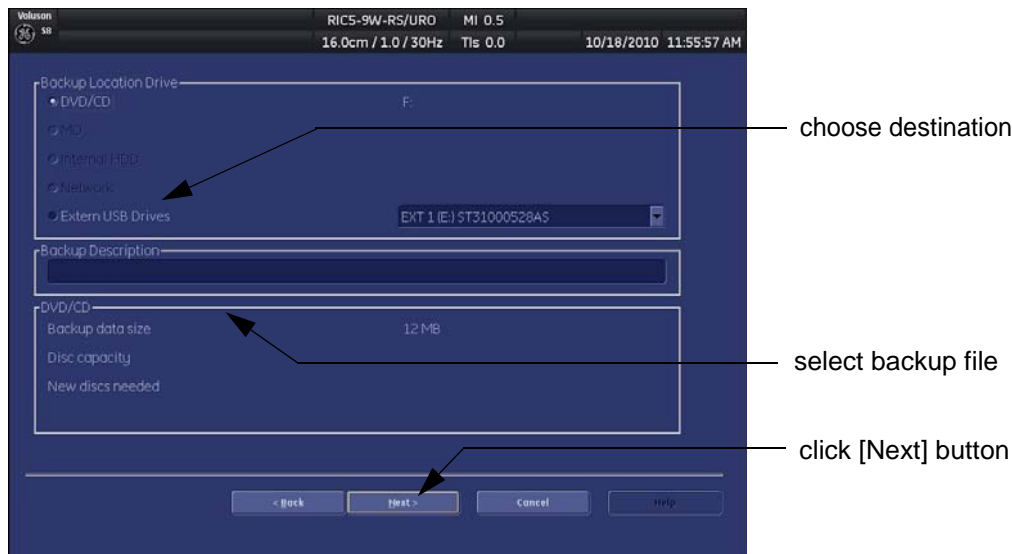 Voluson
S8
RIC5-9W-RS/URO MI 0.5
16.0cm / 1.0 / 30Hz TIs 0.0 10/18/2010 11:55:57 AM
Backup Location Drive
DVD/CD F:
MO
Internal HDD
Network
Extern USB Drives EXT 1 (E:) ST31000528AS
choose destination
Backup Description
DVD/CD
Backup data size 12 MB
Disc capacity
New discs needed
select backup file
click [Next] button
< Back Next > Cancel Help